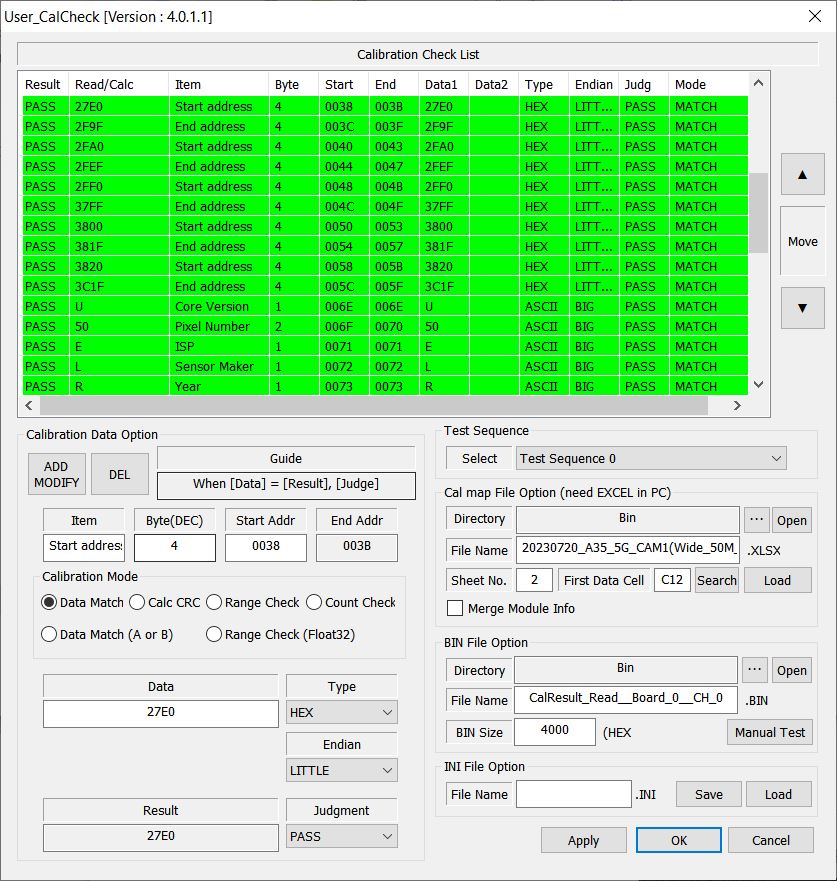 User_CalCheck [Version : 4.0.1.1]
Calibration Check List
Result Read/Calc Item Byte Start End Data1 Data2 Type Endian Judg Mode
PASS 27E0 Start address 4 0038 003B 27E0 HEX LITT... PASS MATCH
PASS 2F9F End address 4 003C 003F 2F9F HEX LITT... PASS MATCH
PASS 2FA0 Start address 4 0040 0043 2FA0 HEX LITT... PASS MATCH
PASS 2FEF End address 4 0044 0047 2FEF HEX LITT... PASS MATCH
PASS 2FF0 Start address 4 0048 004B 2FF0 HEX LITT... PASS MATCH
PASS 37FF End address 4 004C 004F 37FF HEX LITT... PASS MATCH
PASS 3800 Start address 4 0050 0053 3800 HEX LITT... PASS MATCH
PASS 381F End address 4 0054 0057 381F HEX LITT... PASS MATCH
PASS 3820 Start address 4 0058 005B 3820 HEX LITT... PASS MATCH
PASS 3C1F End address 4 005C 005F 3C1F HEX LITT... PASS MATCH
PASS U Core Version 1 006E 006E U ASCII BIG PASS MATCH
PASS 50 Pixel Number 2 006F 0070 50 ASCII BIG PASS MATCH
PASS E ISP 1 0071 0071 E ASCII BIG PASS MATCH
PASS L Sensor Maker 1 0072 0072 L ASCII BIG PASS MATCH
PASS R Year 1 0073 0073 R ASCII BIG PASS MATCH
▲
Move
▼
Calibration Data Option
ADD
MODIFY
DEL
Guide
When [Data] = [Result], [Judge]
Item Byte(DEC) Start Addr End Addr
Start address 4 0038 003B
Calibration Mode
Data Match Calc CRC Range Check Count Check
Data Match (A or B) Range Check (Float32)
Data Type
27E0 HEX
Endian
LITTLE
Result Judgment
27E0 PASS
Test Sequence
Select Test Sequence 0
Cal map File Option (need EXCEL in PC)
Directory Bin ... Open
File Name 20230720_A35_5G_CAM1(Wide_50M_ .XLSX
Sheet No. 2 First Data Cell C12 Search Load
Merge Module Info
BIN File Option
Directory Bin ... Open
File Name CalResult_Read__Board_0__CH_0 .BIN
BIN Size 4000 (HEX Manual Test
INI File Option
File Name .INI Save Load
Apply OK Cancel